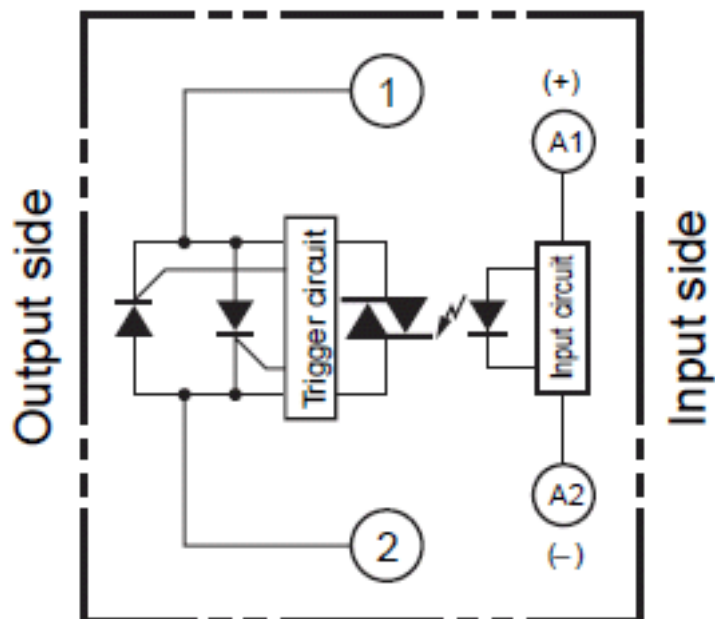 1
(+)
A1
Output side
Trigger circuit
Input circuit
Input side
A2
2
(–)